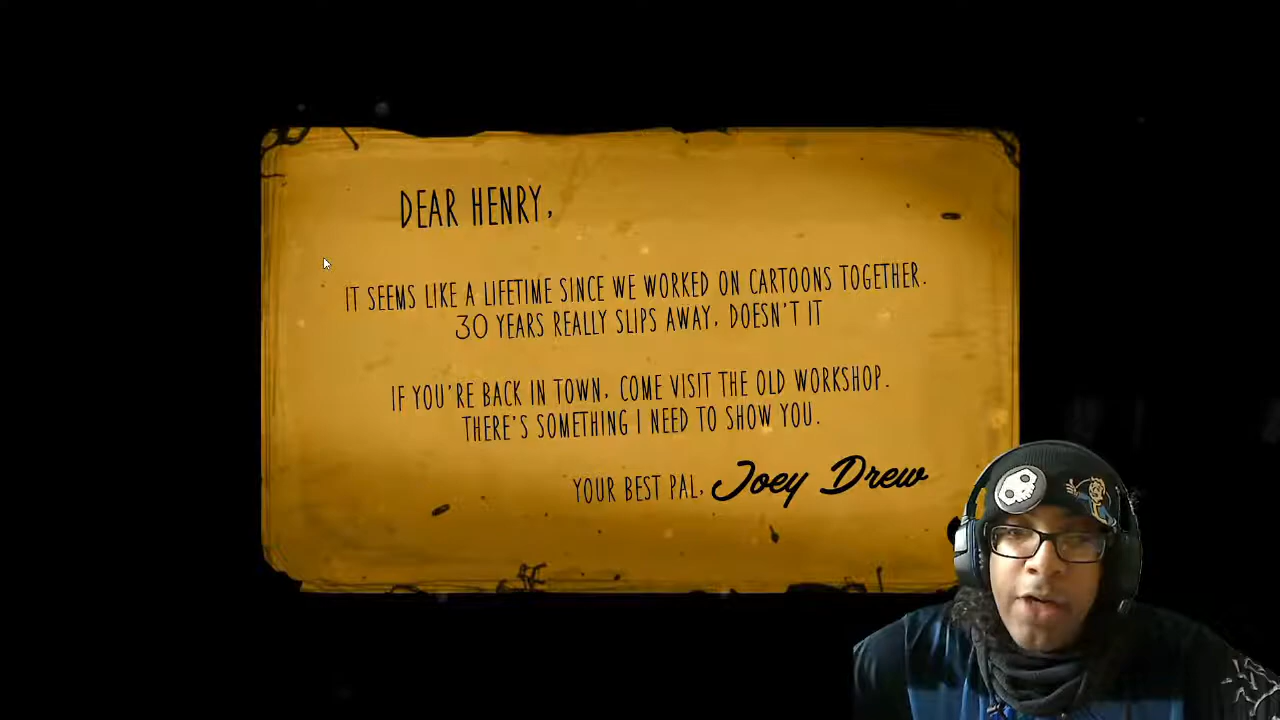 DEAR HENRY,
IT SEEMS LIKE A LIFETIME SINCE WE WORKED ON CARTOONS TOGETHER.
30 YEARS REALLY SLIPS AWAY, DOESN'T IT
IF YOU'RE BACK IN TOWN, COME VISIT THE OLD WORKSHOP.
THERE'S SOMETHING I NEED TO SHOW YOU.
YOUR BEST PAL, Joey Drew